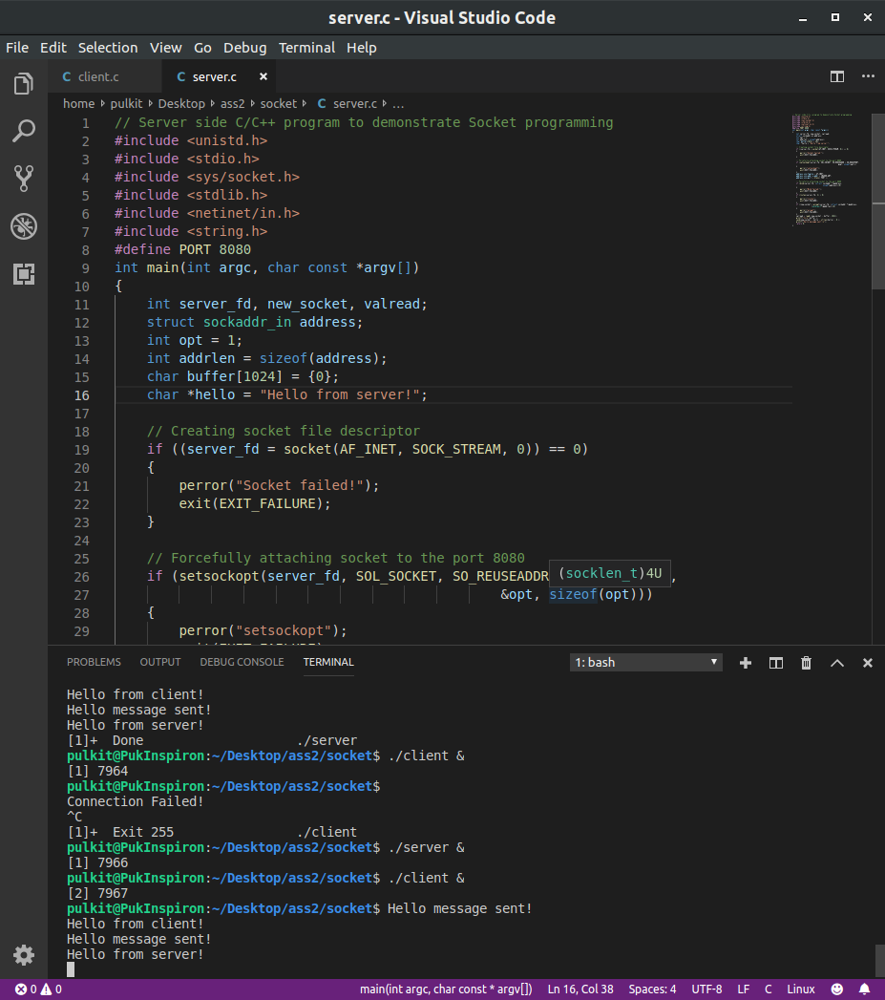 server.c - Visual Studio Code
File Edit Selection View Go Debug Terminal Help
C client.c
C server.c ×
home › pulkit › Desktop › ass2 › socket › C server.c › ...
1 // Server side C/C++ program to demonstrate Socket programming
2 #include <unistd.h>
3 #include <stdio.h>
4 #include <sys/socket.h>
5 #include <stdlib.h>
6 #include <netinet/in.h>
7 #include <string.h>
8 #define PORT 8080
9 int main(int argc, char const *argv[])
10 {
11 int server_fd, new_socket, valread;
12 struct sockaddr_in address;
13 int opt = 1;
14 int addrlen = sizeof(address);
15 char buffer[1024] = {0};
16 char *hello = "Hello from server!";
17
18 // Creating socket file descriptor
19 if ((server_fd = socket(AF_INET, SOCK_STREAM, 0)) == 0)
20 {
21 perror("Socket failed!");
22 exit(EXIT_FAILURE);
23 }
24
25 // Forcefully attaching socket to the port 8080
26 if (setsockopt(server_fd, SOL_SOCKET, SO_REUSEADDR ,
(socklen_t)4U
27 &opt, sizeof(opt)))
28 {
29 perror("setsockopt");
PROBLEMS OUTPUT DEBUG CONSOLE TERMINAL 1: bash
Hello from client!
Hello message sent!
Hello from server!
[1]+ Done ./server
pulkit@PukInspiron:~/Desktop/ass2/socket$ ./client &
[1] 7964
pulkit@PukInspiron:~/Desktop/ass2/socket$
Connection Failed!
^C
[1]+ Exit 255 ./client
pulkit@PukInspiron:~/Desktop/ass2/socket$ ./server &
[1] 7966
pulkit@PukInspiron:~/Desktop/ass2/socket$ ./client &
[2] 7967
pulkit@PukInspiron:~/Desktop/ass2/socket$ Hello message sent!
Hello from client!
Hello message sent!
Hello from server!
0 0 main(int argc, char const * argv[]) Ln 16, Col 38 Spaces: 4 UTF-8 LF C Linux